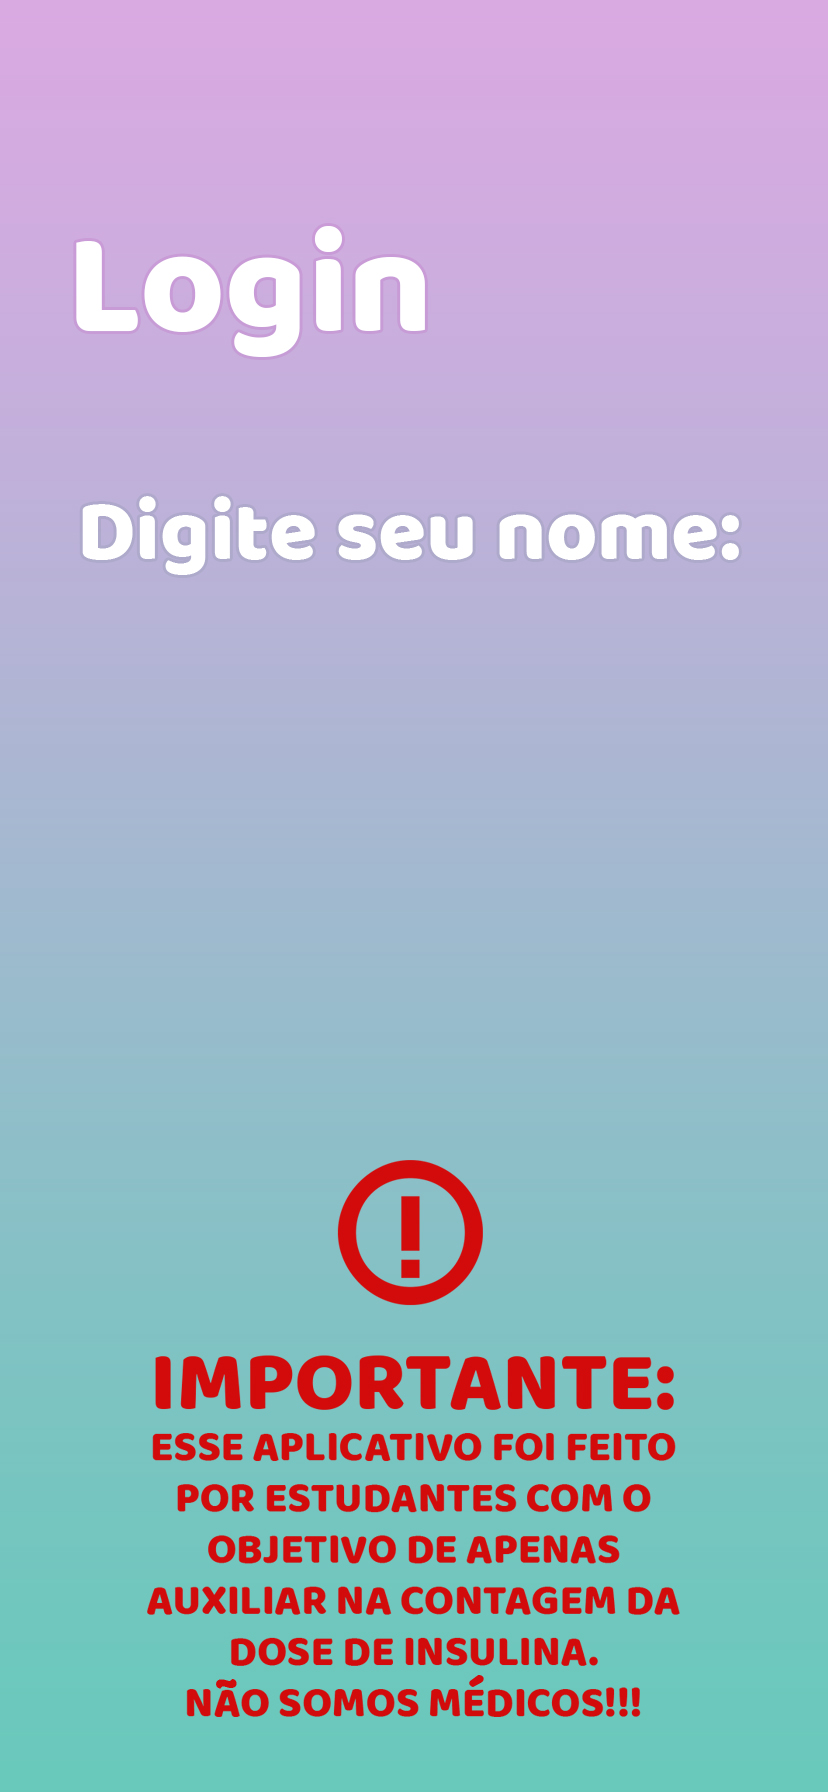 Login
Digite seu nome:
IMPORTANTE:
ESSE APLICATIVO FOI FEITO
POR ESTUDANTES COM O
OBJETIVO DE APENAS
AUXILIAR NA CONTAGEM DA
DOSE DE INSULINA.
NÃO SOMOS MÉDICOS!!!